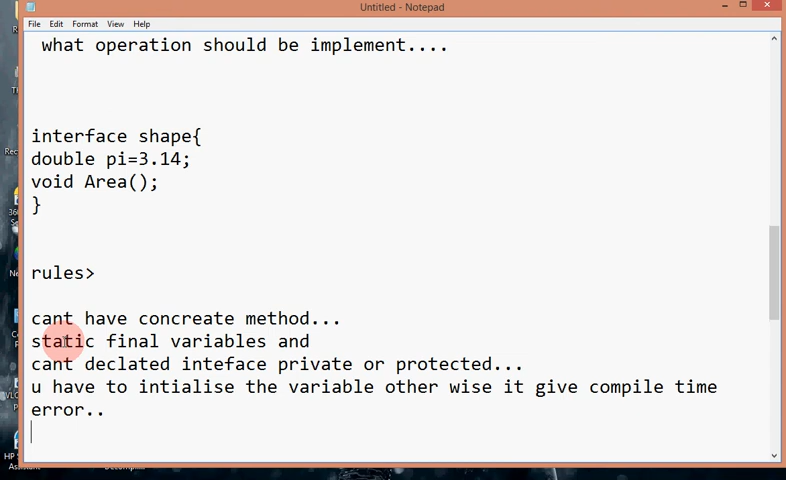 Untitled - Notepad
File Edit Format View Help
what operation should be implement....
interface shape{
double pi=3.14;
void Area();
}
rules>
cant have concreate method...
static final variables and
cant declated inteface private or protected...
u have to intialise the variable other wise it give compile time
error..